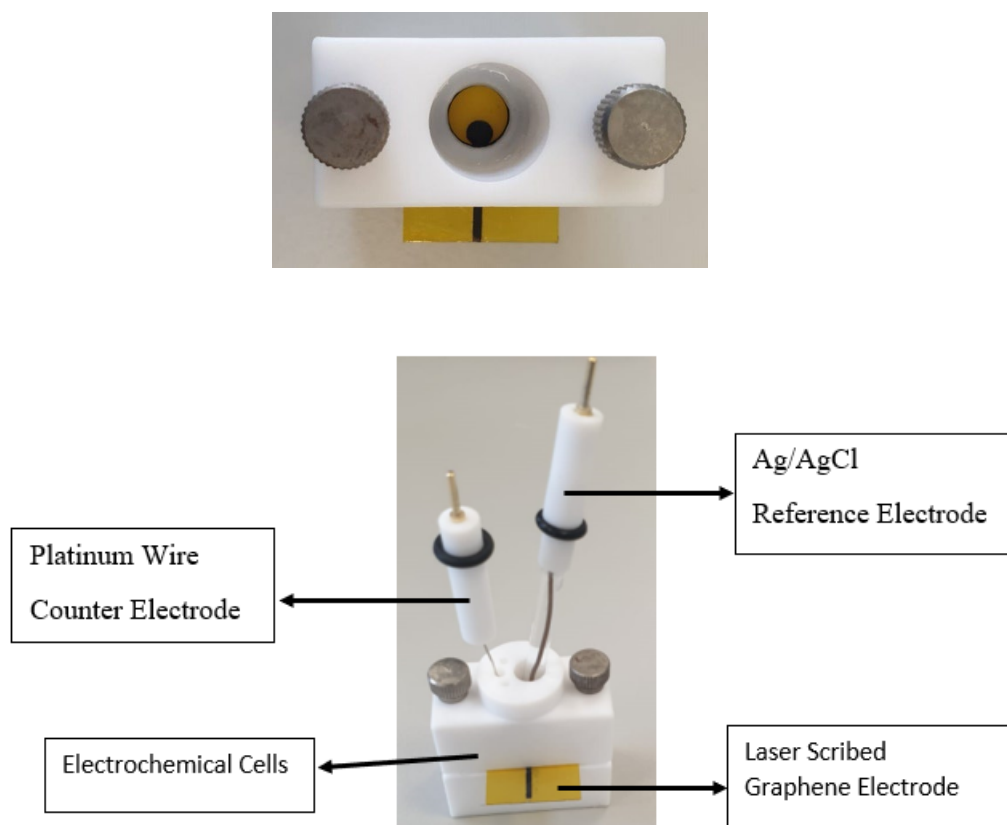 Ag/AgCl
Reference Electrode
Platinum Wire
Counter Electrode
Electrochemical Cells
Laser Scribed
Graphene Electrode